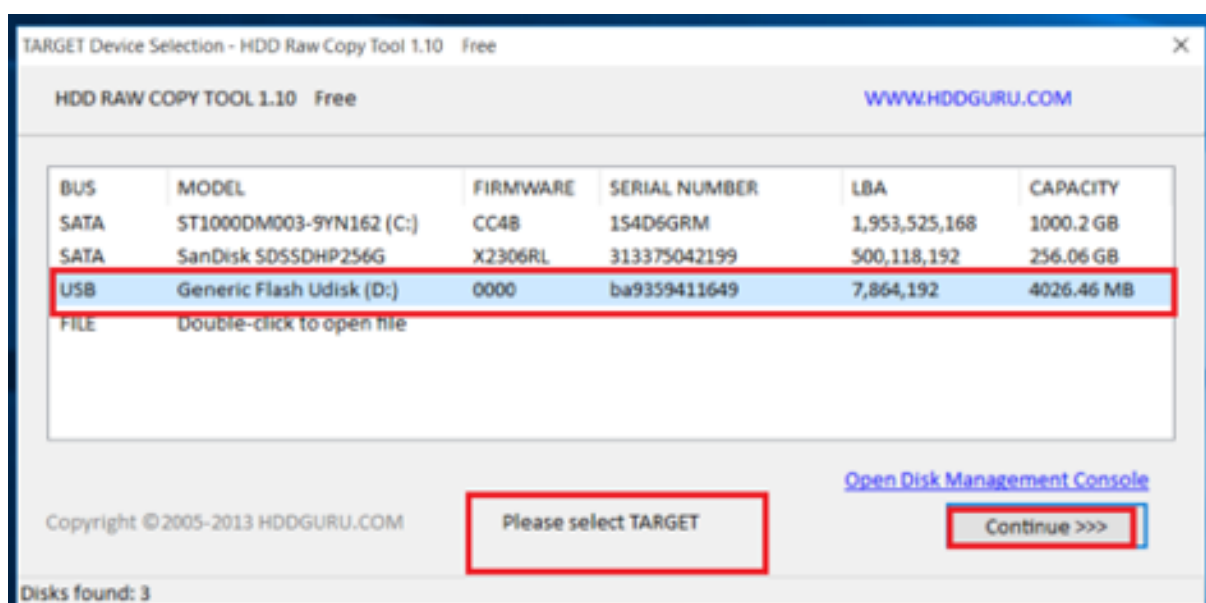 TARGET Device Selection - HDD Raw Copy Tool 1.10 Free
HDD RAW COPY TOOL 1.10 Free WWW.HDDGURU.COM
BUS MODEL FIRMWARE SERIAL NUMBER LBA CAPACITY
SATA ST1000DM003-9YN162 (C:) CC4B 1S4D6GRM 1,953,525,168 1000.2 GB
SATA SanDisk SDSSDHP256G X2306RL 313375042199 500,118,192 256.06 GB
USB Generic Flash Udisk (D:) 0000 ba9359411649 7,864,192 4026.46 MB
FILE Double-click to open file
Open Disk Management Console
Copyright © 2005-2013 HDDGURU.COM Please select TARGET Continue >>>
Disks found: 3